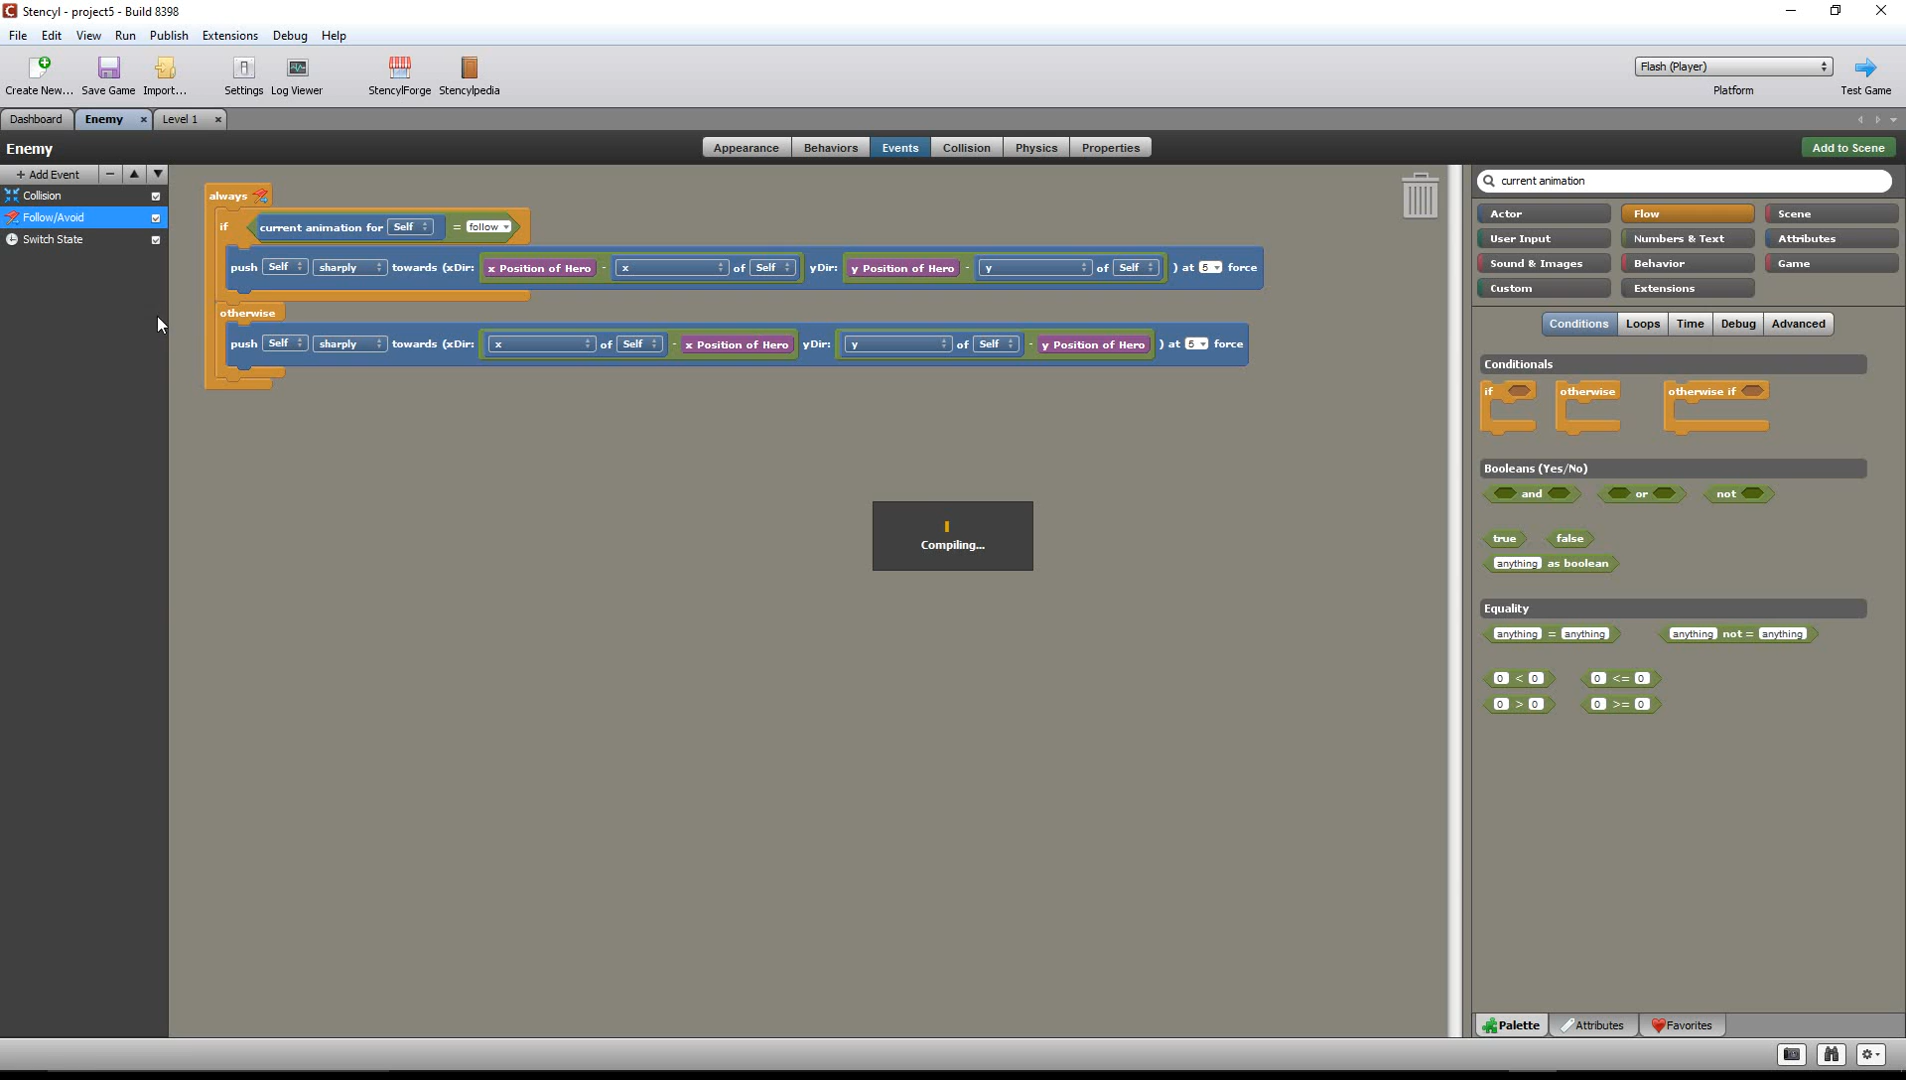 Stencyl - project5 - Build 8398
File Edit View Run Publish Extensions Debug Help
Create New... Save Game Import... Settings Log Viewer StencylForge Stencylpedia
Flash (Player)
Platform
Test Game
Dashboard Enemy Level 1
Enemy
Appearance Behaviors Events Collision Physics Properties
Add to Scene
+ Add Event
Collision
Follow/Avoid
Switch State
always
if current animation for Self = follow
push Self sharply towards (xDir: x Position of Hero - x of Self yDir: y Position of Hero - y of Self ) at 5 force
otherwise
push Self sharply towards (xDir: x of Self - x Position of Hero yDir: y of Self - y Position of Hero ) at 5 force
Compiling...
current animation
Actor Flow Scene
User Input Numbers & Text Attributes
Sound & Images Behavior Game
Custom Extensions
Conditions Loops Time Debug Advanced
Conditionals
if otherwise otherwise if
Booleans (Yes/No)
and or not
true false
anything as boolean
Equality
anything = anything anything not = anything
0 < 0 0 <= 0
0 > 0 0 >= 0
Palette Attributes Favorites